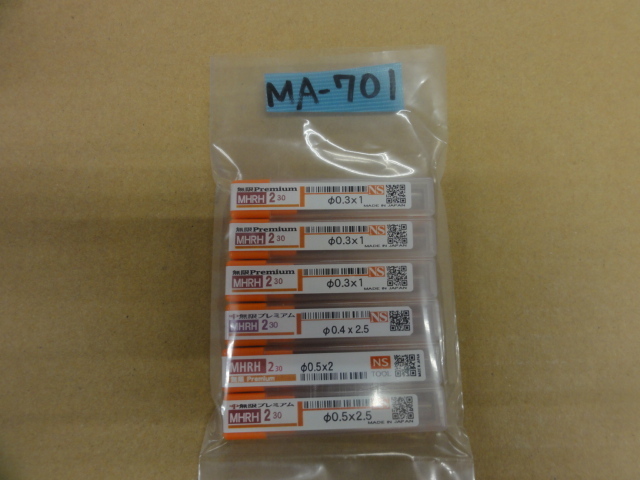 MA-701
無限Premium
MHRH 230 NS
φ0.3×1
MADE IN JAPAN
無限Premium
MHRH 230 NS
φ0.3×1
MADE IN JAPAN
無限Premium
MHRH 230 NS
φ0.3×1
MADE IN JAPAN
無限プレミアム
MHRH 230 NS
φ0.4×2.5
MHRH 230 φ0.5×2 NS
無限 Premium TOOL
無限プレミアム
MHRH 230 NS
φ0.5×2.5